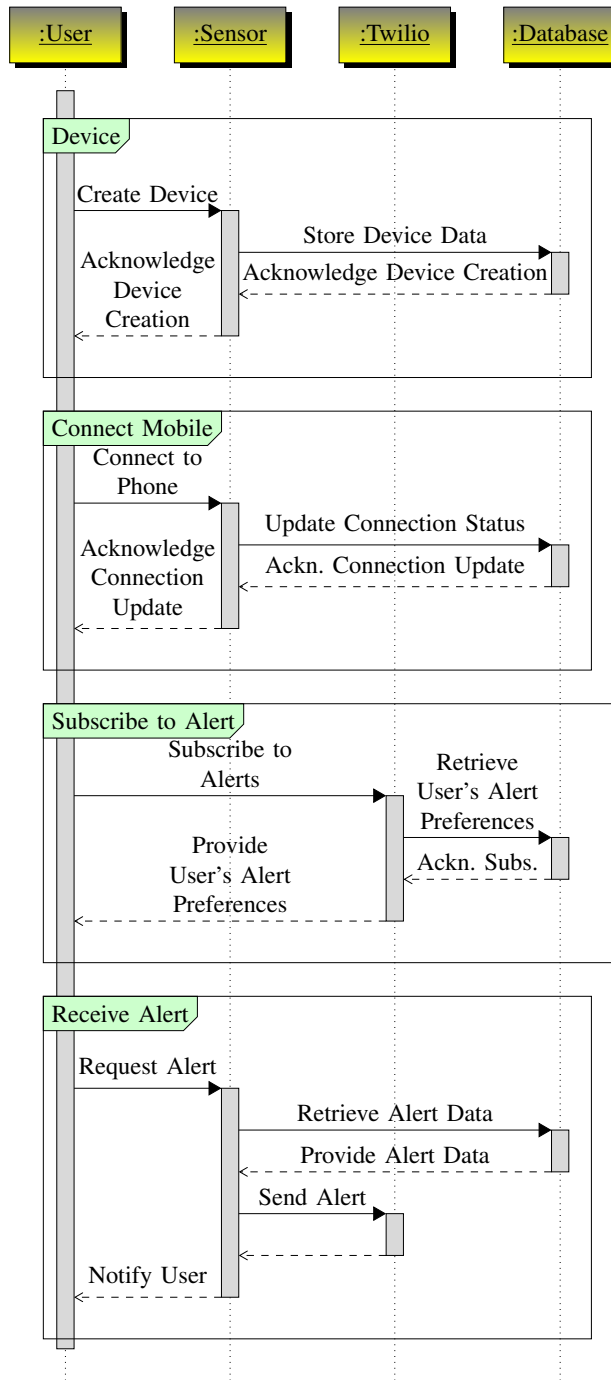 :User
:Sensor
:Twilio
:Database
Device
Create Device
Store Device Data
Acknowledge
Device
Creation
Acknowledge Device Creation
Connect Mobile
Connect to
Phone
Update Connection Status
Acknowledge
Connection
Update
Ackn. Connection Update
Subscribe to Alert
Subscribe to
Alerts
Retrieve
User's Alert
Preferences
Provide
User's Alert
Preferences
Ackn. Subs.
Receive Alert
Request Alert
Retrieve Alert Data
Provide Alert Data
Send Alert
Notify User